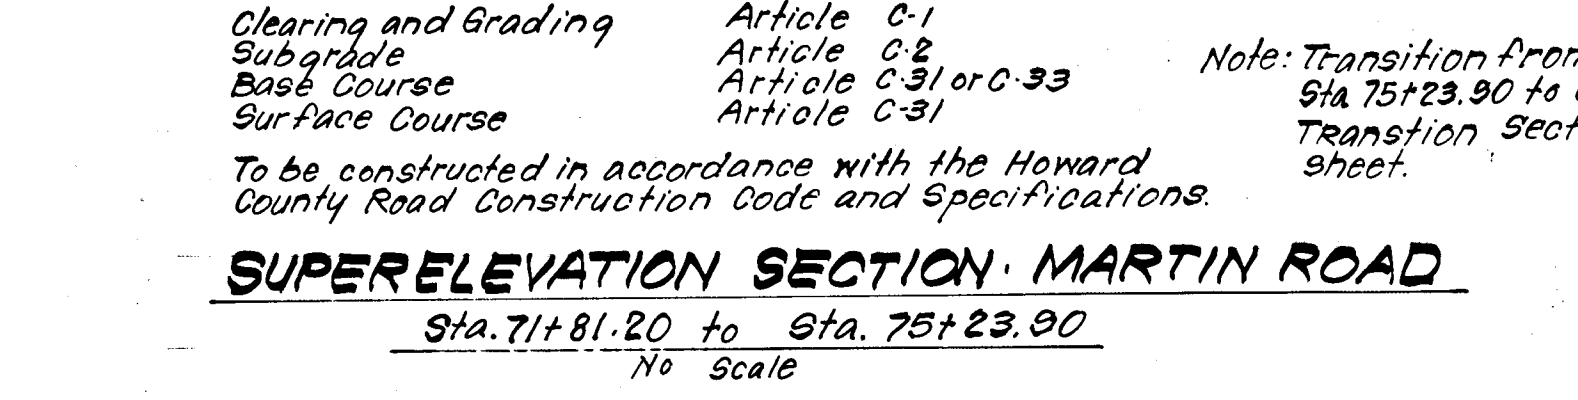 Clearing and Grading Article C-1
Subgrade Article C-2
Base Course Article C-31 or C-33
Surface Course Article C-31
To be constructed in accordance with the Howard
County Road Construction Code and Specifications.
Note: Transition from
Sta 75+23.90 to
Transtion Sect
sheet.
SUPERELEVATION SECTION - MARTIN ROAD
Sta. 71+81.20 to Sta. 75+23.90
No Scale